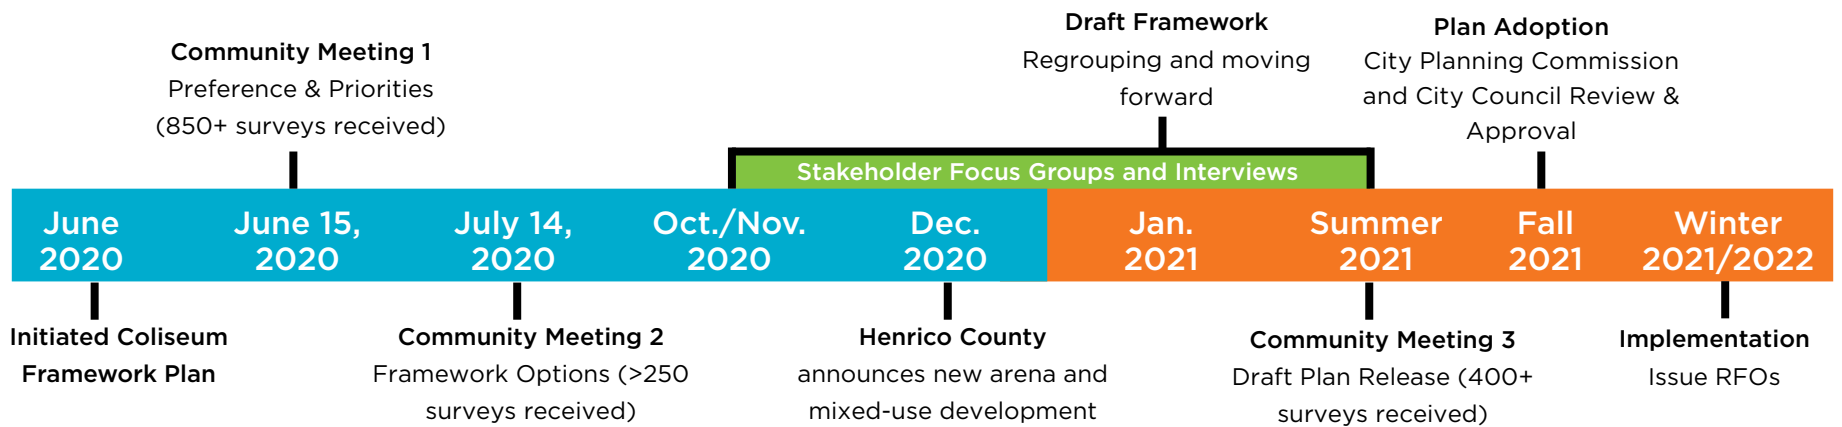 Community Meeting 1
Preference & Priorities
(850+ surveys received)
Draft Framework
Regrouping and moving
forward
Plan Adoption
City Planning Commission
and City Council Review &
Approval
Stakeholder Focus Groups and Interviews
June
2020
June 15,
2020
July 14,
2020
Oct./Nov.
2020
Dec.
2020
Jan.
2021
Summer
2021
Fall
2021
Winter
2021/2022
Initiated Coliseum
Framework Plan
Community Meeting 2
Framework Options (>250
surveys received)
Henrico County
announces new arena and
mixed-use development
Community Meeting 3
Draft Plan Release (400+
surveys received)
Implementation
Issue RFOs